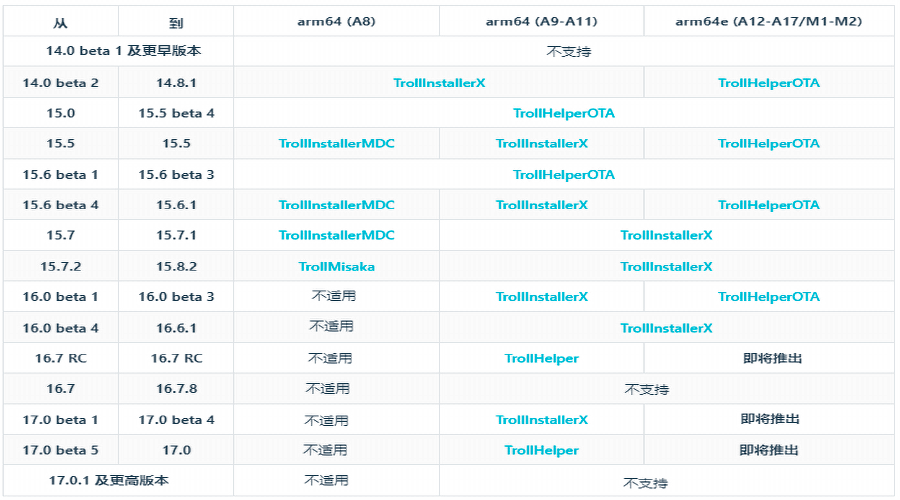 从 到 arm64 (A8) arm64 (A9-A11) arm64e (A12-A17/M1-M2)
14.0 beta 1 及更早版本 不支持
14.0 beta 2 14.8.1 TrollInstallerX TrollHelperOTA
15.0 15.5 beta 4 TrollHelperOTA
15.5 15.5 TrollInstallerMDC TrollInstallerX TrollHelperOTA
15.6 beta 1 15.6 beta 3 TrollHelperOTA
15.6 beta 4 15.6.1 TrollInstallerMDC TrollInstallerX TrollHelperOTA
15.7 15.7.1 TrollInstallerMDC TrollInstallerX
15.7.2 15.8.2 TrollMisaka TrollInstallerX
16.0 beta 1 16.0 beta 3 不适用 TrollInstallerX TrollHelperOTA
16.0 beta 4 16.6.1 不适用 TrollInstallerX
16.7 RC 16.7 RC 不适用 TrollHelper 即将推出
16.7 16.7.8 不适用 不支持
17.0 beta 1 17.0 beta 4 不适用 TrollInstallerX 即将推出
17.0 beta 5 17.0 不适用 TrollHelper 即将推出
17.0.1 及更高版本 不适用 不支持